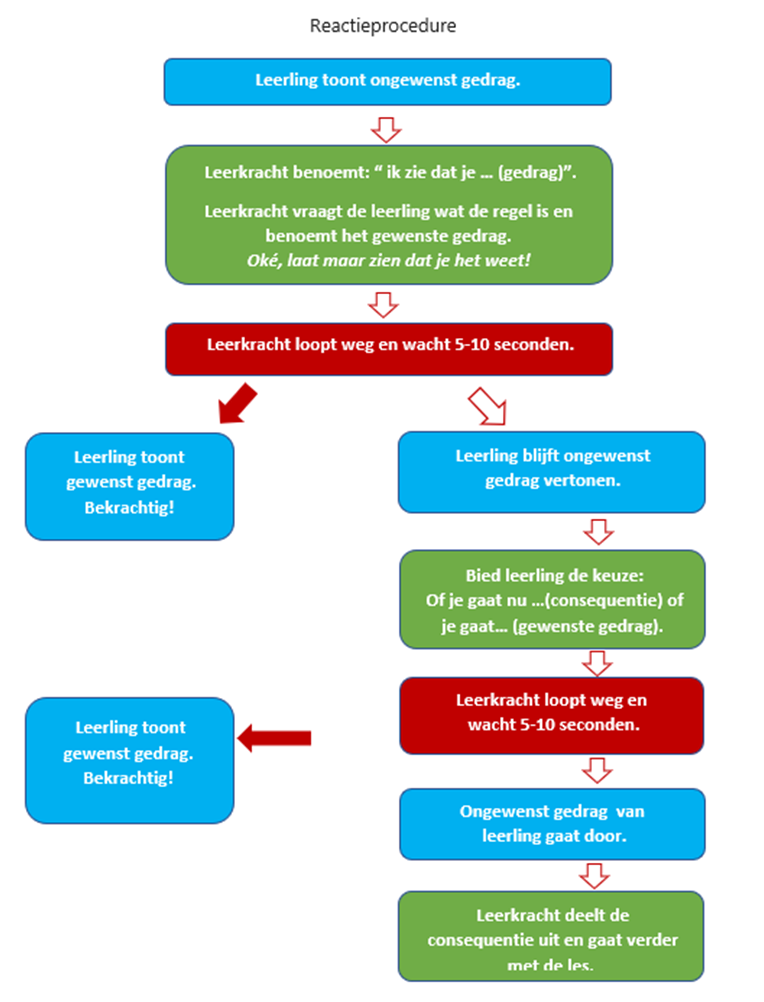 Reactieprocedure
Leerling toont ongewenst gedrag.
Leerkracht benoemt: “ ik zie dat je … (gedrag)”.
Leerkracht vraagt de leerling wat de regel is en
benoemt het gewenste gedrag.
Oké, laat maar zien dat je het weet!
Leerkracht loopt weg en wacht 5-10 seconden.
Leerling toont
gewenst gedrag.
Bekrachtig!
Leerling blijft ongewenst
gedrag vertonen.
Bied leerling de keuze:
Of je gaat nu …(consequentie) of
je gaat… (gewenste gedrag).
Leerkracht loopt weg en
wacht 5-10 seconden.
Leerling toont
gewenst gedrag.
Bekrachtig!
Ongewenst gedrag  van
leerling gaat door.
Leerkracht deelt de
consequentie uit en gaat verder
met de les.